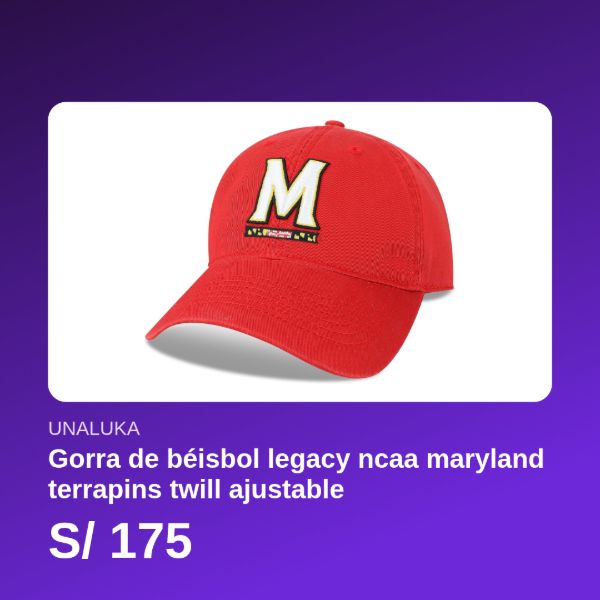 M
UNALUKA
Gorra de béisbol legacy ncaa maryland
terrapins twill ajustable
S/ 175